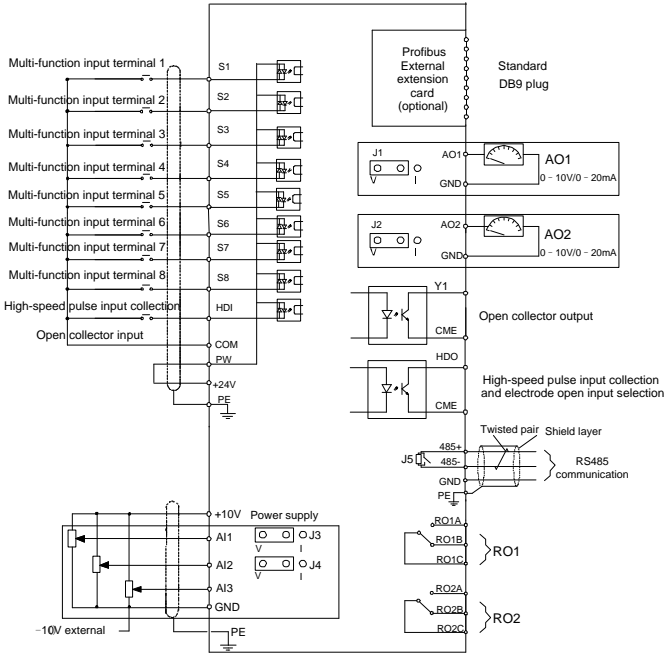 Multi-function input terminal 1
S1
Multi-function input terminal 2
S2
Multi-function input terminal 3
S3
Multi-function input terminal 4
S4
Multi-function input terminal 5
S5
Multi-function input terminal 6
S6
Multi-function input terminal 7
S7
Multi-function input terminal 8
S8
High-speed pulse input collection
HDI
Open collector input
COM
PW
+24V
PE
+10V
Power supply
AI1
J3
V
I
AI2
J4
V
I
AI3
GND
-10V external
PE
Profibus
External
extension
card
(optional)
Standard
DB9 plug
J1
V
I
AO1
GND
AO1
0-10V/0-20mA
J2
V
I
AO2
GND
AO2
0-10V/0-20mA
Y1
CME
Open collector output
HDO
CME
High-speed pulse input collection
and electrode open input selection
Twisted pair
Shield layer
J5
485+
485-
GND
PE
RS485
communication
RO1A
RO1B
RO1C
RO1
RO2A
RO2B
RO2C
RO2